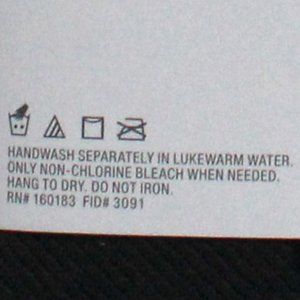 HANDWASH SEPARATELY IN LUKEWARM WATER.
ONLY NON-CHLORINE BLEACH WHEN NEEDED.
HANG TO DRY. DO NOT IRON.
RN# 160183 FID# 3091